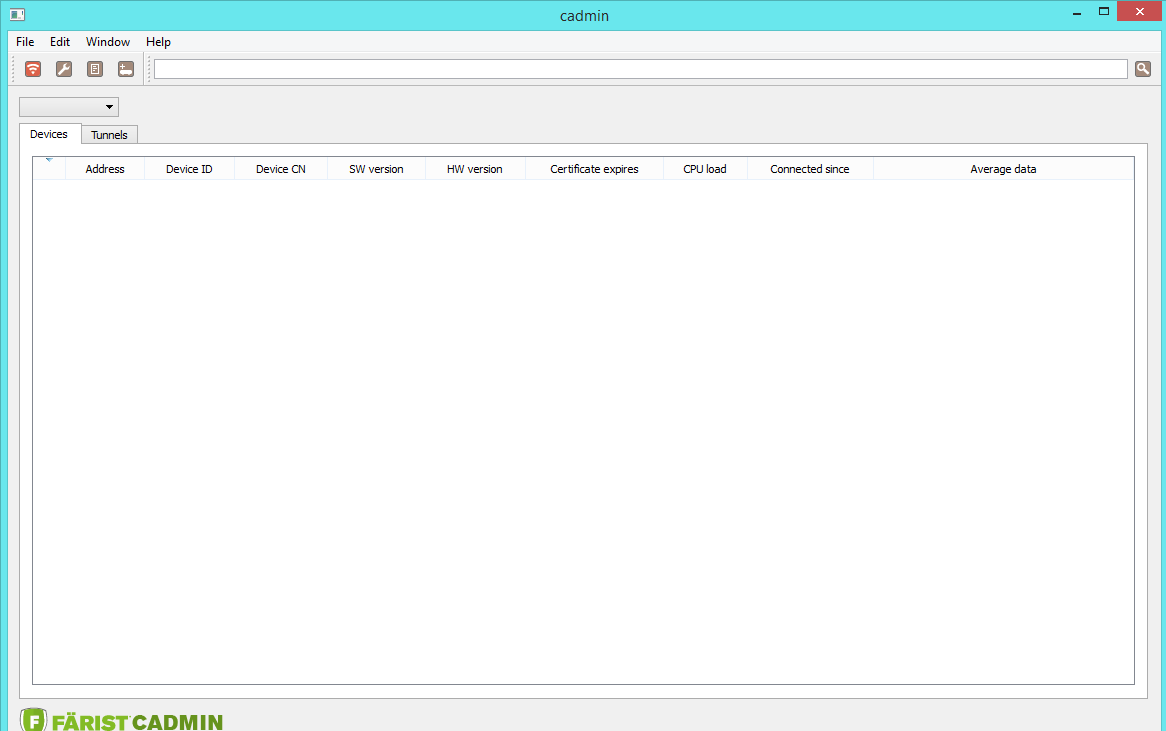 cadmin
File Edit Window Help
Devices Tunnels
Address Device ID Device CN SW version HW version Certificate expires CPU load Connected since Average data
FÄRIST CADMIN